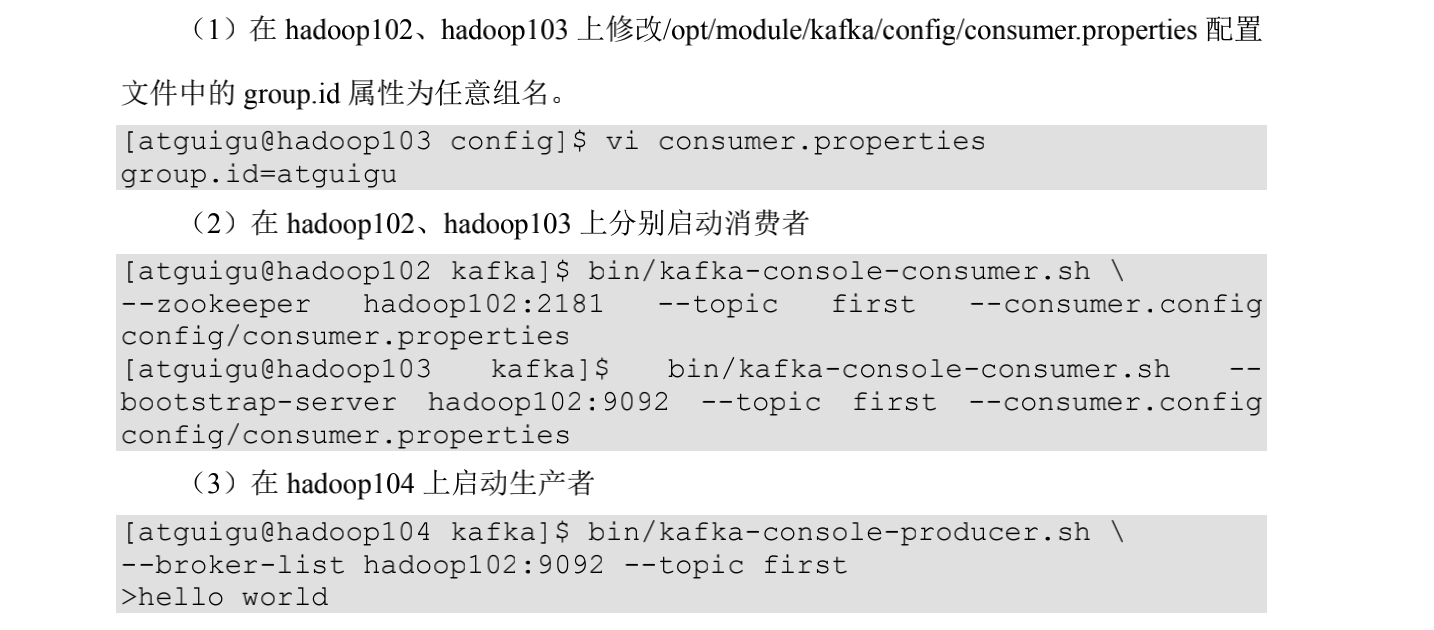 （1）在 hadoop102、hadoop103 上修改/opt/module/kafka/config/consumer.properties 配置
文件中的 group.id 属性为任意组名。
[atguigu@hadoop103 config]$ vi consumer.properties
group.id=atguigu
（2）在 hadoop102、hadoop103 上分别启动消费者
[atguigu@hadoop102 kafka]$ bin/kafka-console-consumer.sh \
--zookeeper hadoop102:2181 --topic first --consumer.config
config/consumer.properties
[atguigu@hadoop103 kafka]$ bin/kafka-console-consumer.sh --
bootstrap-server hadoop102:9092 --topic first --consumer.config
config/consumer.properties
（3）在 hadoop104 上启动生产者
[atguigu@hadoop104 kafka]$ bin/kafka-console-producer.sh \
--broker-list hadoop102:9092 --topic first
>hello world